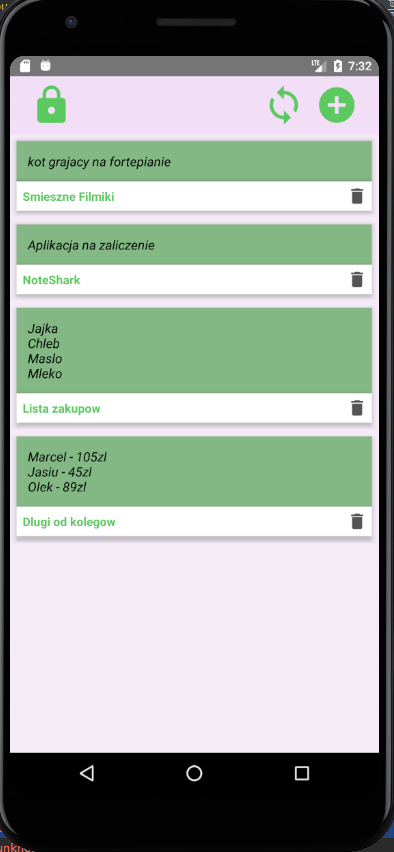 LTE 7:32
kot grajacy na fortepianie
Smieszne Filmiki
Aplikacja na zaliczenie
NoteShark
Jajka
Chleb
Maslo
Mleko
Lista zakupow
Marcel - 105zl
Jasiu - 45zl
Olek - 89zl
Dlugi od kolegow